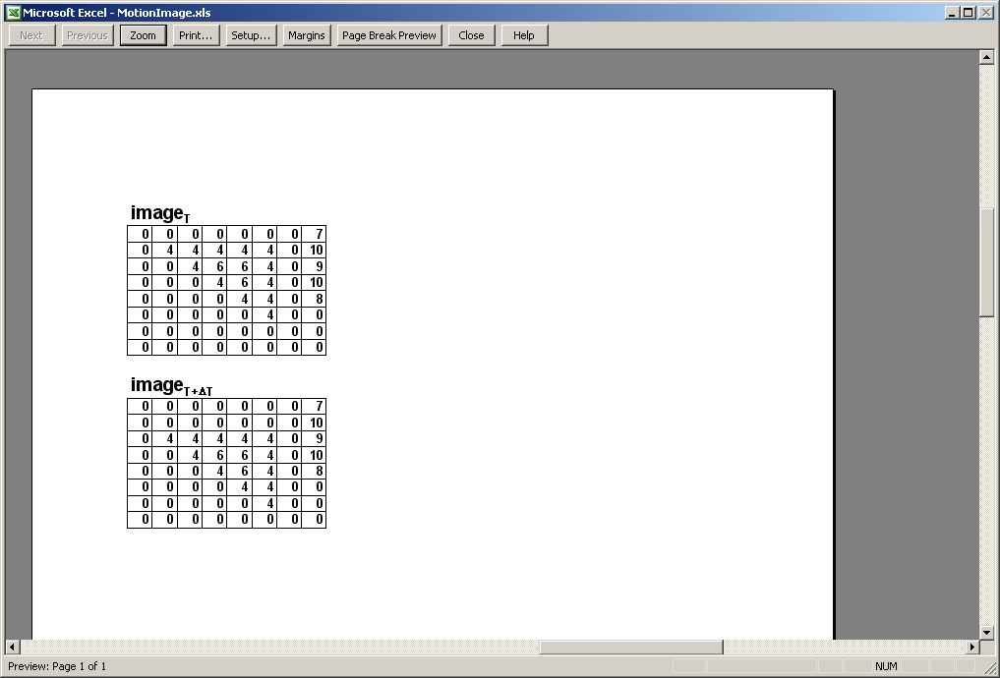 Microsoft Excel - MotionImage.xls
Next Previous Zoom Print... Setup... Margins Page Break Preview Close Help
imageT
0 0 0 0 0 0 0 7
0 4 4 4 4 4 0 10
0 0 4 6 6 4 0 9
0 0 0 4 6 4 0 10
0 0 0 0 4 4 0 8
0 0 0 0 0 4 0 0
0 0 0 0 0 0 0 0
0 0 0 0 0 0 0 0
imageT+ΔT
0 0 0 0 0 0 0 7
0 0 0 0 0 0 0 10
0 4 4 4 4 4 0 9
0 0 4 6 6 4 0 10
0 0 0 4 6 4 0 8
0 0 0 0 4 4 0 0
0 0 0 0 0 4 0 0
0 0 0 0 0 0 0 0
Preview: Page 1 of 1 NUM